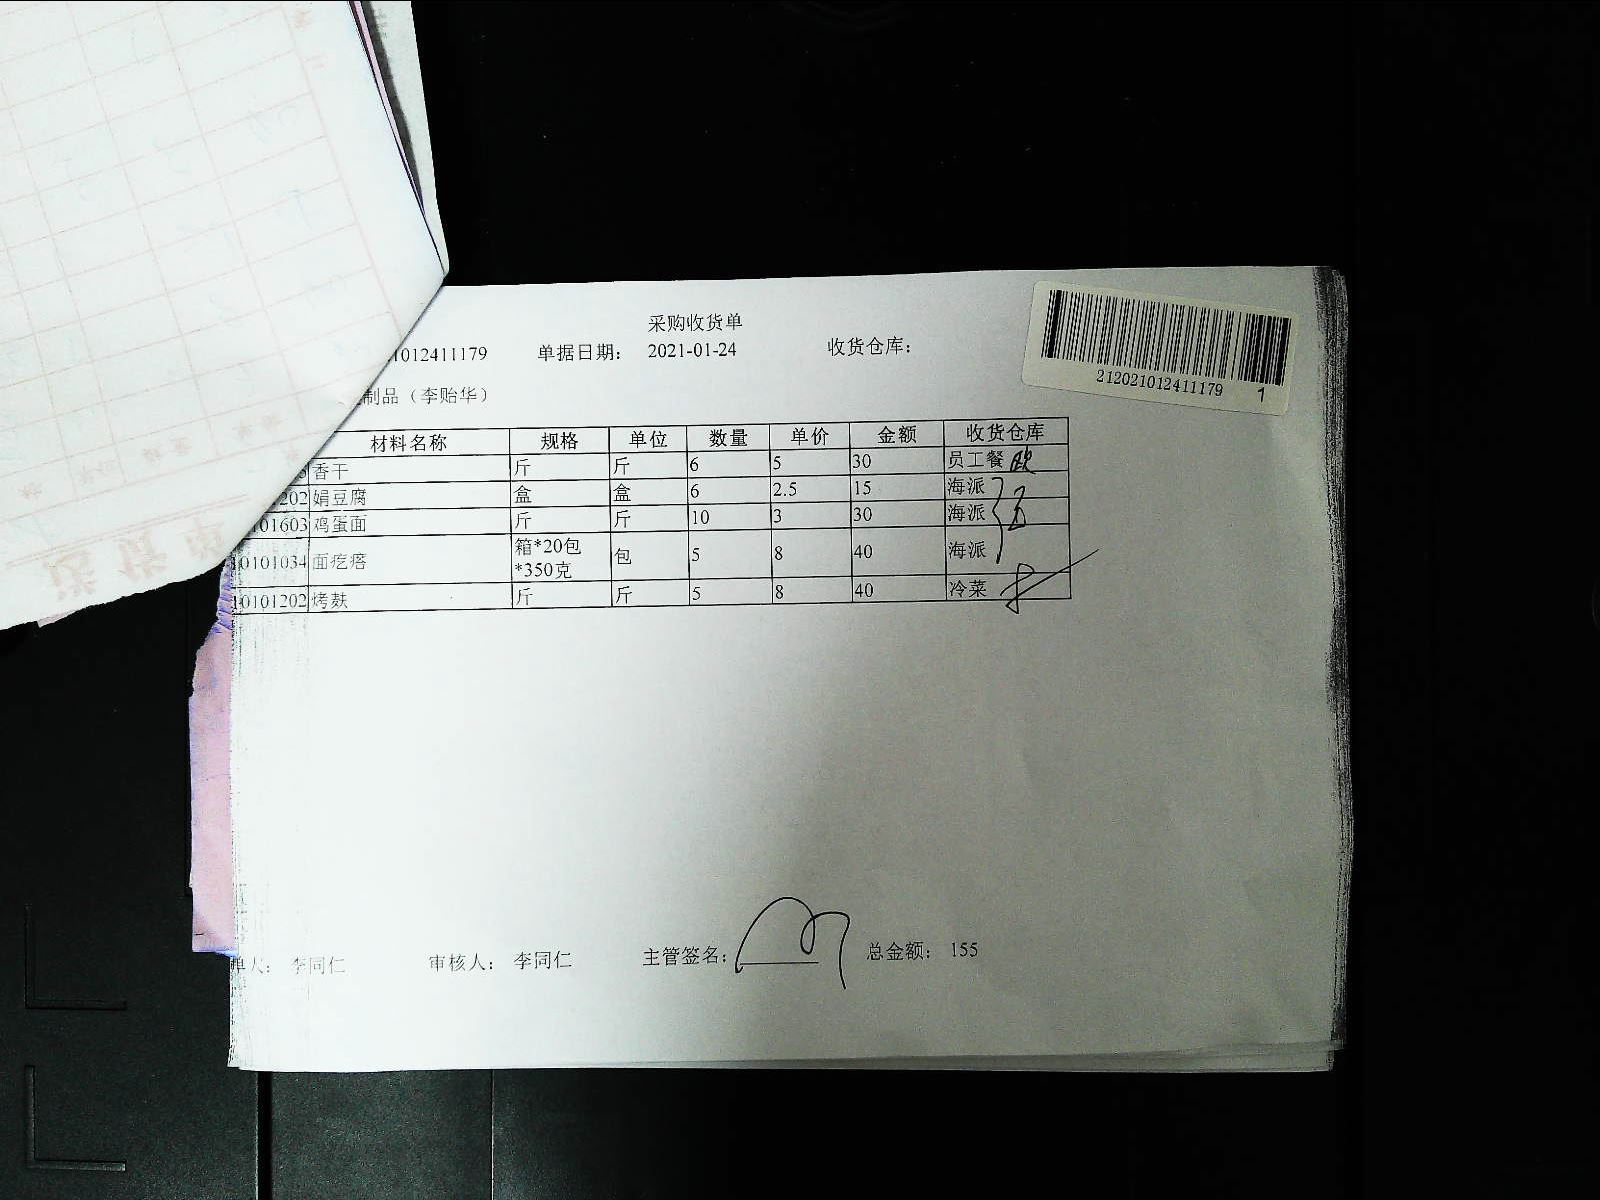 采购收货单
1012411179 单据日期： 2021-01-24 收货仓库：
212021012411179 1
制品（李贻华）
材料名称 规格 单位 数量 单价 金额 收货仓库
香干 斤 斤 6 5 30 员工餐
202 娟豆腐 盒 盒 6 2.5 15 海派
101603 鸡蛋面 斤 斤 10 3 30 海派
10101034 面疙瘩 箱*20包*350克 包 5 8 40 海派
10101202 烤麸 斤 斤 5 8 40 冷菜
单人： 李同仁 审核人： 李同仁 主管签名： 总金额： 155
送货单